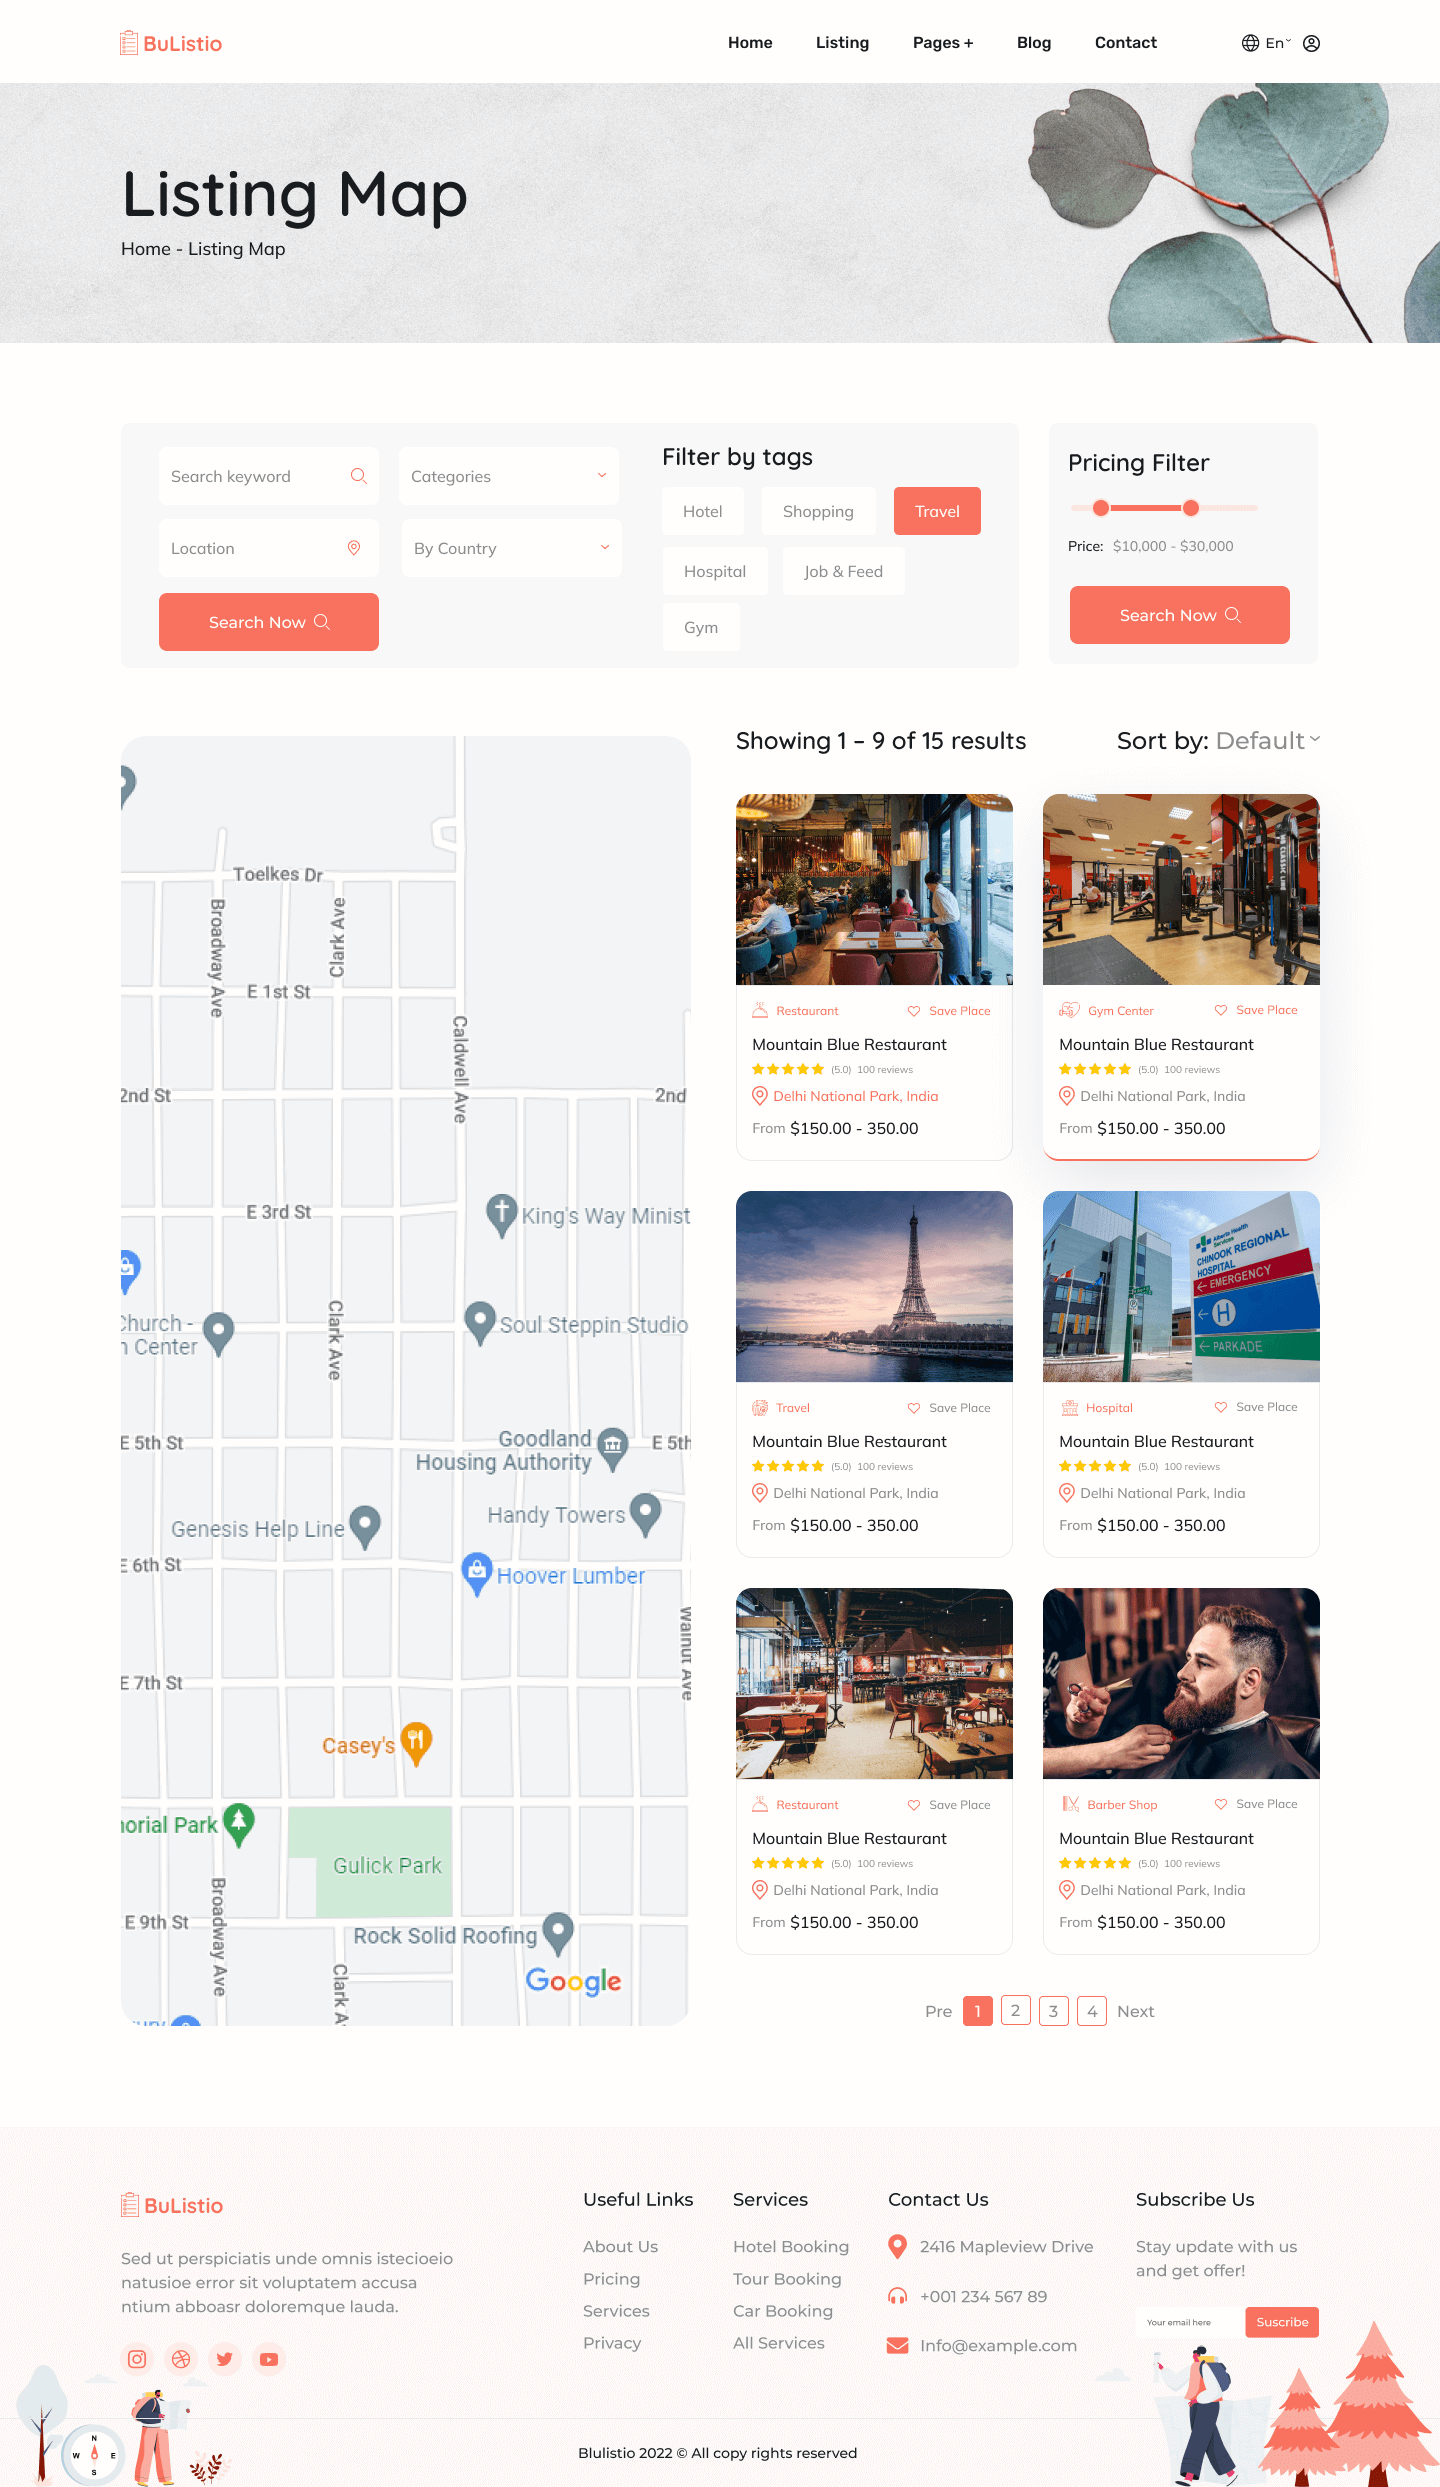 BuListio
Home Listing Pages + Blog Contact En
Listing Map
Home - Listing Map
Search keyword
Categories
Location
By Country
Search Now
Filter by tags
Hotel Shopping Travel
Hospital Job & Feed
Gym
Pricing Filter
Price: $10,000 - $30,000
Search Now
Toelkes Dr
Broadway Ave
Clark Ave
E 1st St
Caldwell Ave
2nd St
2nd
E 3rd St
King's Way Minist
Church -
n Center
Clark Ave
Soul Steppin Studio
E 5th St
Goodland
Housing Authority
E 5th
Genesis Help Line
Handy Towers
E 6th St
Hoover Lumber
Walnut Ave
E 7th St
Casey's
norial Park
Gulick Park
Broadway Ave
E 9th St
Rock Solid Roofing
Clark Av
Google
Showing 1 – 9 of 15 results
Sort by: Default
Restaurant Save Place
Mountain Blue Restaurant
(5.0) 100 reviews
Delhi National Park, India
From $150.00 - 350.00
Gym Center Save Place
Mountain Blue Restaurant
(5.0) 100 reviews
Delhi National Park, India
From $150.00 - 350.00
Alberta Health
Services
CHINOOK REGIONAL
HOSPITAL
EMERGENCY
H
PARKADE
Travel Save Place
Mountain Blue Restaurant
(5.0) 100 reviews
Delhi National Park, India
From $150.00 - 350.00
Hospital Save Place
Mountain Blue Restaurant
(5.0) 100 reviews
Delhi National Park, India
From $150.00 - 350.00
Restaurant Save Place
Mountain Blue Restaurant
(5.0) 100 reviews
Delhi National Park, India
From $150.00 - 350.00
Barber Shop Save Place
Mountain Blue Restaurant
(5.0) 100 reviews
Delhi National Park, India
From $150.00 - 350.00
Pre 1 2 3 4 Next
BuListio
Sed ut perspiciatis unde omnis istecioeio
natusioe error sit voluptatem accusa
ntium abboasr doloremque lauda.
Useful Links
About Us
Pricing
Services
Privacy
Services
Hotel Booking
Tour Booking
Car Booking
All Services
Contact Us
2416 Mapleview Drive
+001 234 567 89
Info@example.com
Subscribe Us
Stay update with us
and get offer!
Your email here
Suscribe
N
W E
S
Blulistio 2022 © All copy rights reserved